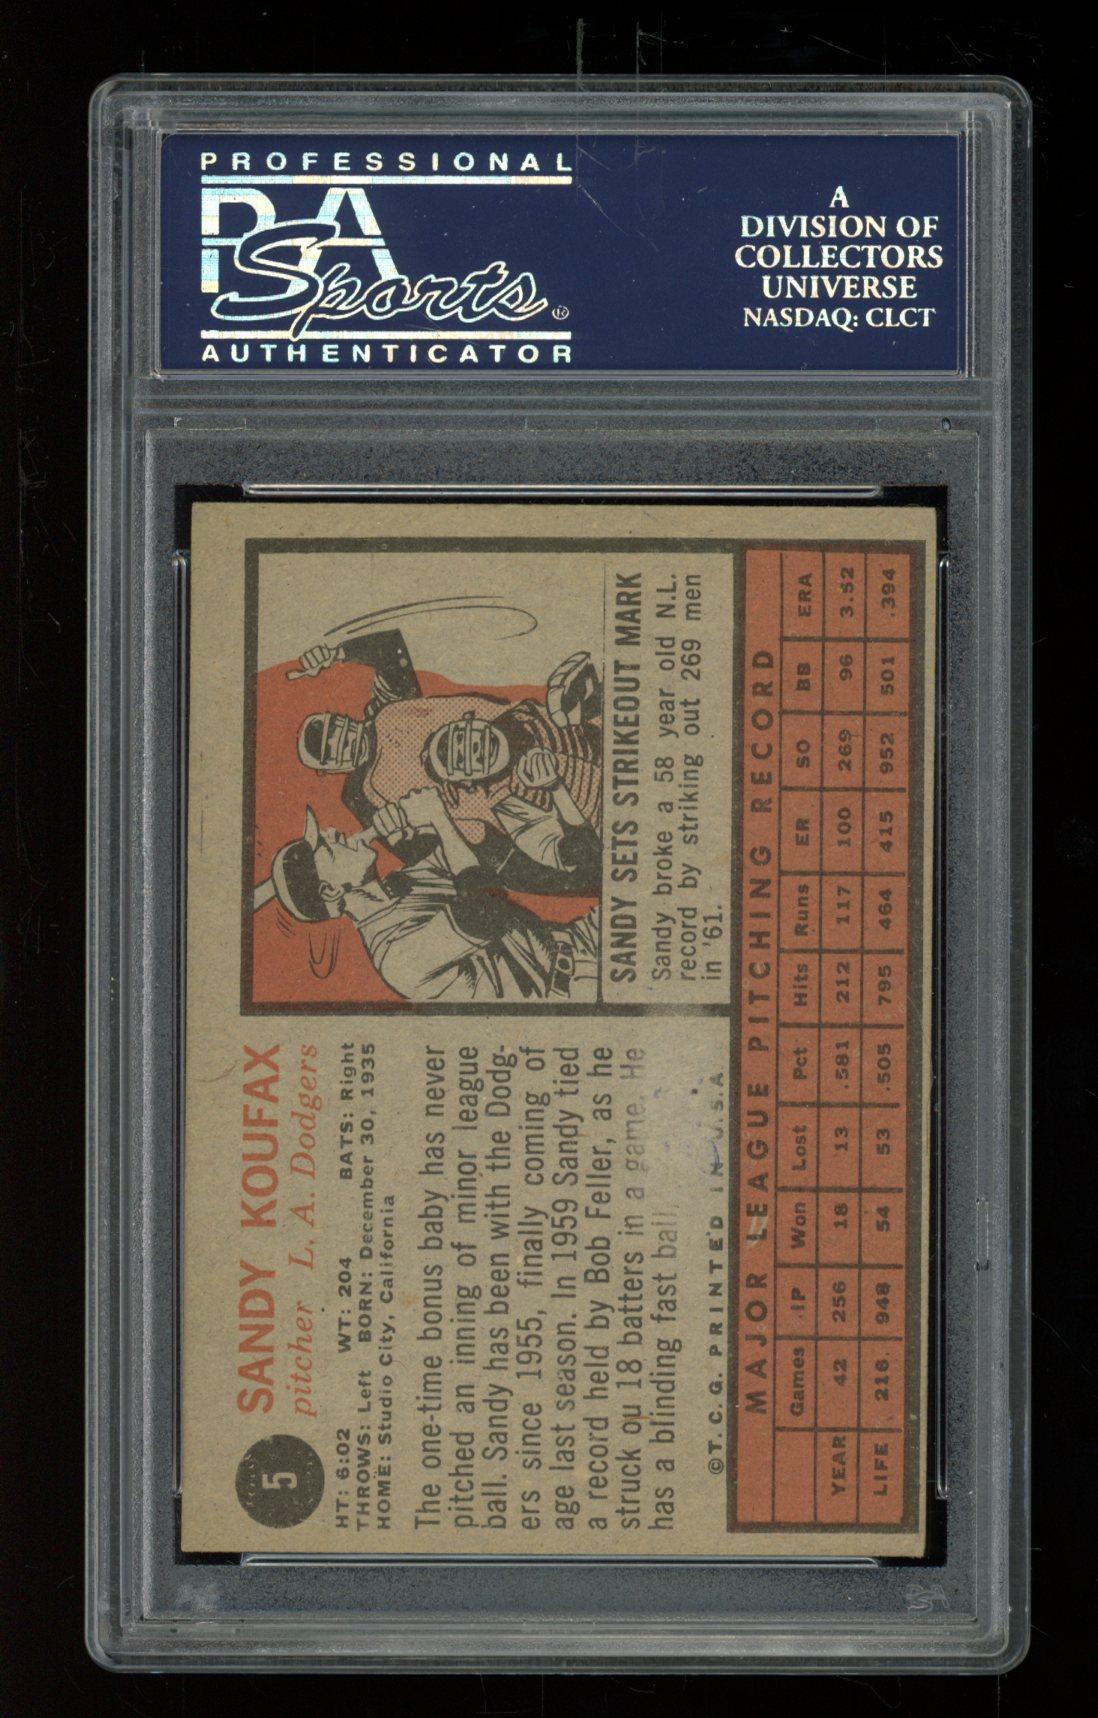 PROFESSIONAL
PSA
Sports®
AUTHENTICATOR
A
DIVISION OF
COLLECTORS
UNIVERSE
NASDAQ: CLCT
5
SANDY KOUFAX
pitcher L. A. Dodgers
HT: 6:02 WT: 204 BATS: Right
THROWS: Left BORN: December 30, 1935
HOME: Studio City, California
The one-time bonus baby has never
pitched an inning of minor league
ball. Sandy has been with the Dodg-
ers since 1955, finally coming of
age last season. In 1959 Sandy tied
a record held by Bob Feller, as he
struck ou 18 batters in a game. He
has a blinding fast ball.
©T. C. G. PRINTED IN U.S.A.
SANDY SETS STRIKEOUT MARK
Sandy broke a 58 year old N.L.
record by striking out 269 men
in '61.
MAJOR LEAGUE PITCHING RECORD
Games IP Won Lost Pct Hits Runs ER SO BB ERA
YEAR 42 256 18 13 .581 212 117 100 269 96 3.52
LIFE 216 948 54 53 .505 795 464 415 952 501 .394
PSA